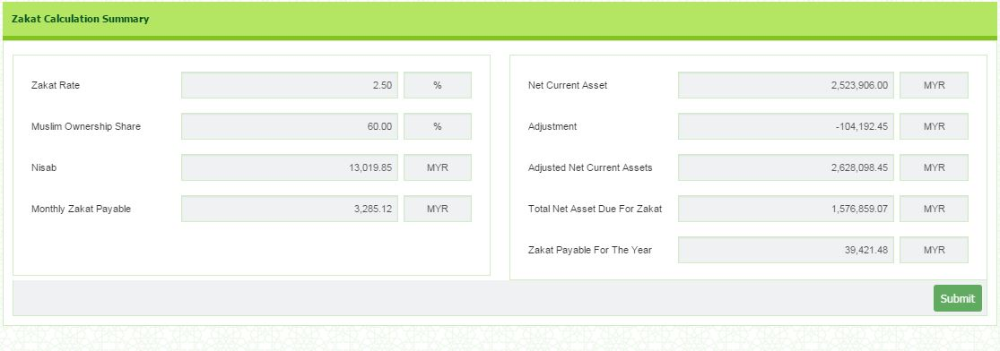 Zakat Calculation Summary
Zakat Rate 2.50 %
Muslim Ownership Share 60.00 %
Nisab 13,019.85 MYR
Monthly Zakat Payable 3,285.12 MYR
Net Current Asset 2,523,906.00 MYR
Adjustment -104,192.45 MYR
Adjusted Net Current Assets 2,628,098.45 MYR
Total Net Asset Due For Zakat 1,576,859.07 MYR
Zakat Payable For The Year 39,421.48 MYR
Submit